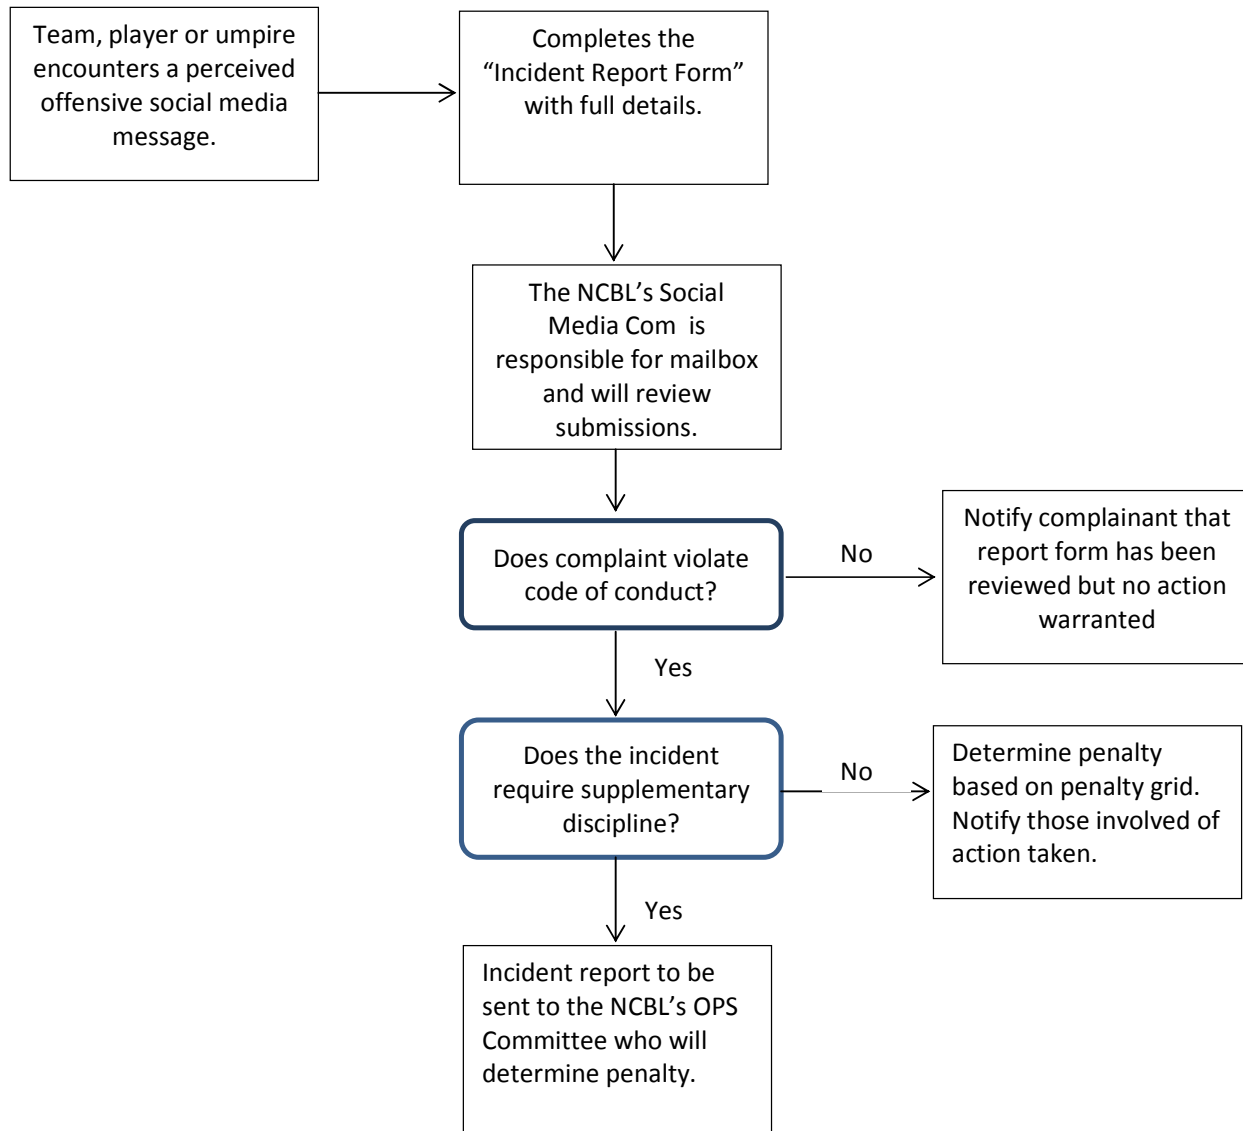 Team, player or umpire
encounters a perceived
offensive social media
message.
Completes the
“Incident Report Form”
with full details.
The NCBL’s Social
Media Com  is
responsible for mailbox
and will review
submissions.
Does complaint violate
code of conduct?
No
Notify complainant that
report form has been
reviewed but no action
warranted
Yes
Does the incident
require supplementary
discipline?
No
Determine penalty
based on penalty grid.
Notify those involved of
action taken.
Yes
Incident report to be
sent to the NCBL’s OPS
Committee who will
determine penalty.